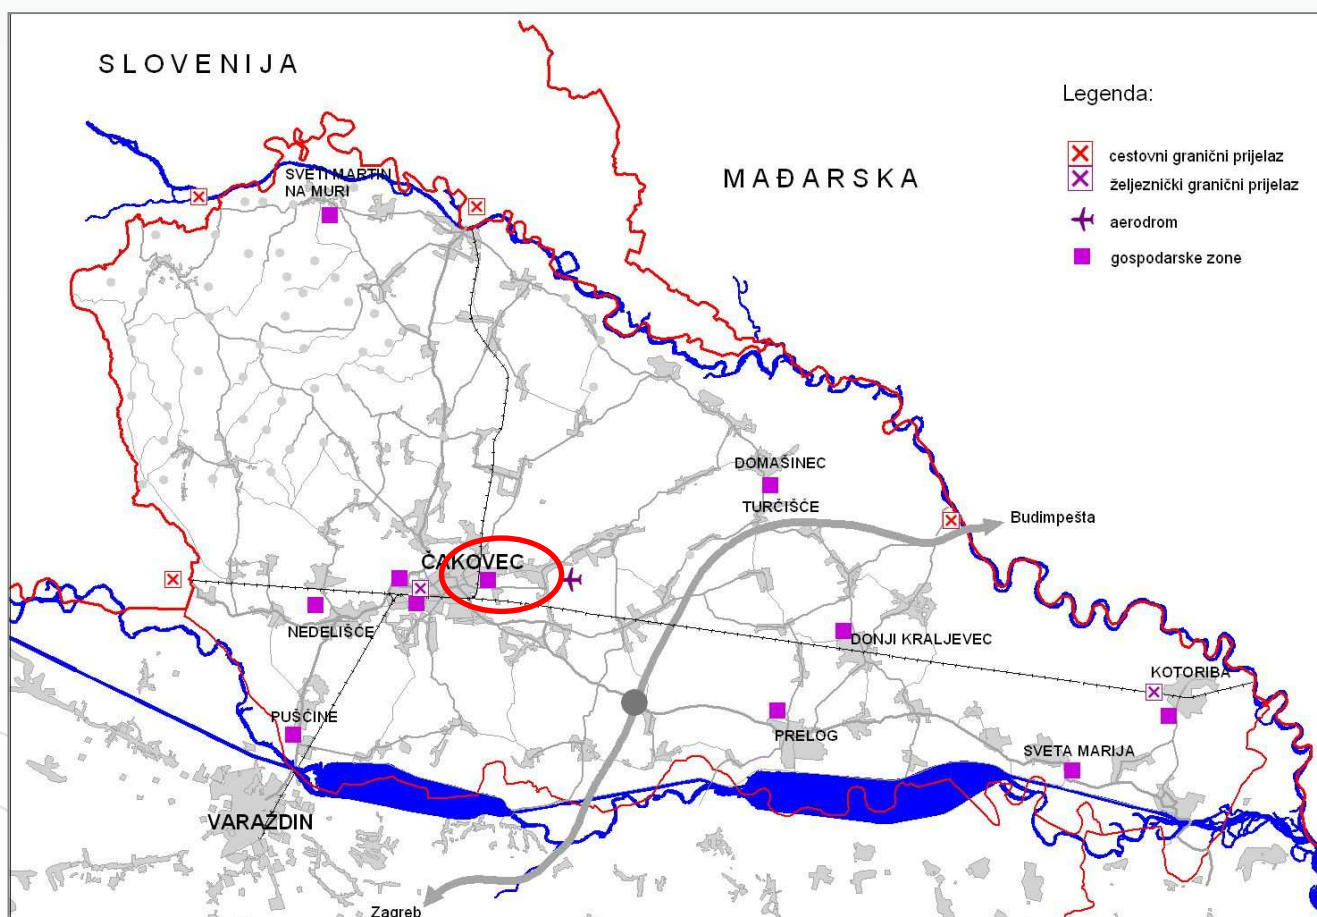 SLOVENIJA
Legenda:
cestovni granični prijelaz
željeznički granični prijelaz
aerodrom
gospodarske zone
MAĐARSKA
SVETI MARTIN
NA MURI
DOMAŠINEC
TURČIŠĆE
Budimpešta
ČAKOVEC
NEDELIŠĆE
DONJI KRALJEVEC
KOTORIBA
PUŠĆINE
PRELOG
SVETA MARIJA
VARAŽDIN
Zagreb